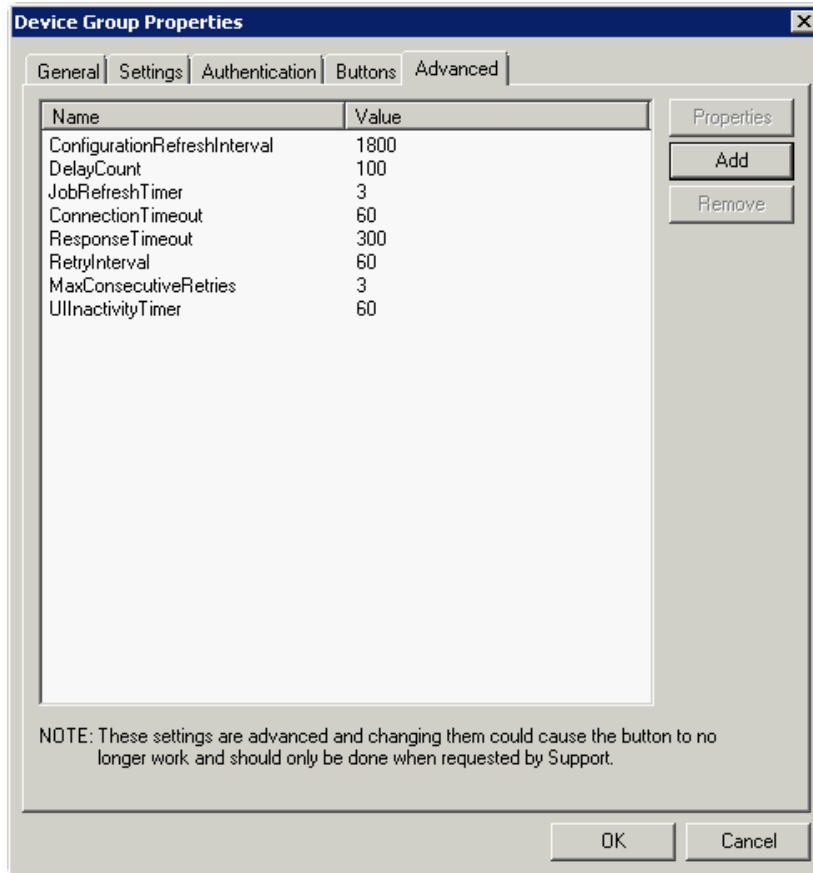 Device Group Properties
General Settings Authentication Buttons Advanced
Name Value
ConfigurationRefreshInterval 1800
DelayCount 100
JobRefreshTimer 3
ConnectionTimeout 60
ResponseTimeout 300
RetryInterval 60
MaxConsecutiveRetries 3
UIInactivityTimer 60
Properties
Add
Remove
NOTE: These settings are advanced and changing them could cause the button to no
longer work and should only be done when requested by Support.
OK Cancel